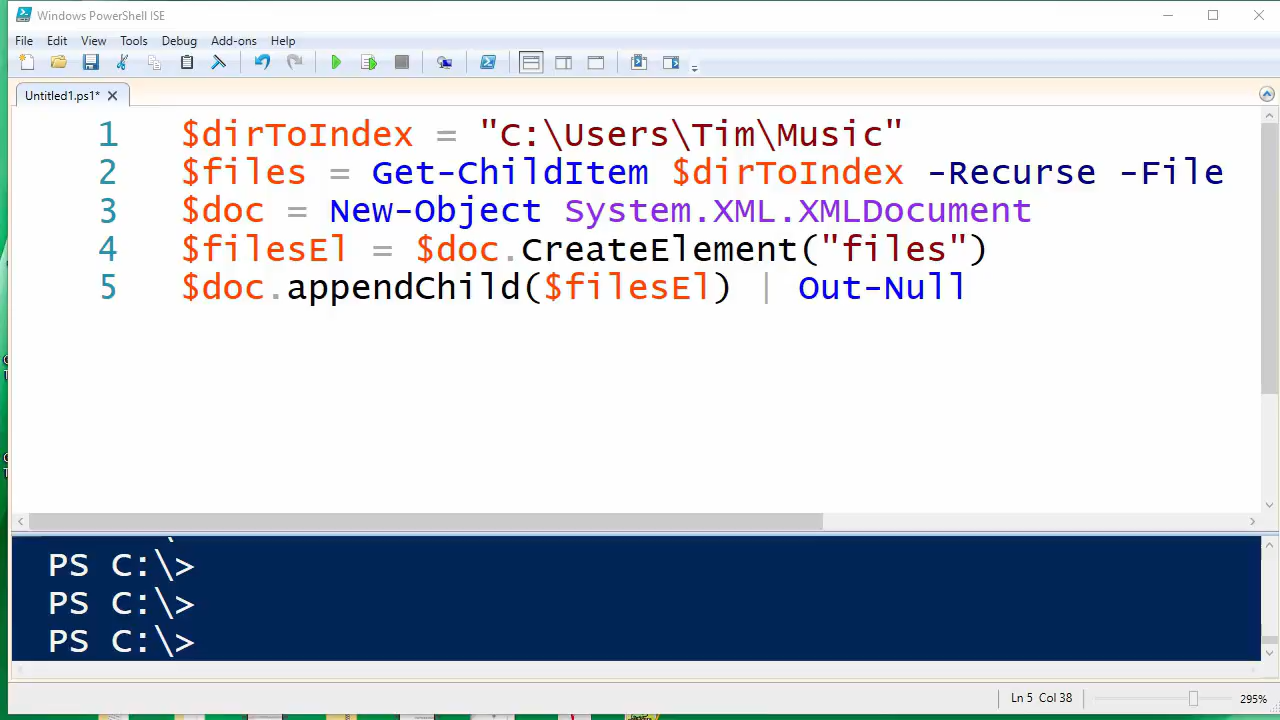 Windows PowerShell ISE
File Edit View Tools Debug Add-ons Help
Untitled1.ps1*
1 $dirToIndex = "C:\Users\Tim\Music"
2 $files = Get-ChildItem $dirToIndex -Recurse -File
3 $doc = New-Object System.XML.XMLDocument
4 $filesEl = $doc.CreateElement("files")
5 $doc.appendChild($filesEl) | Out-Null
PS C:\>
PS C:\>
PS C:\>
Ln 5 Col 38 295%